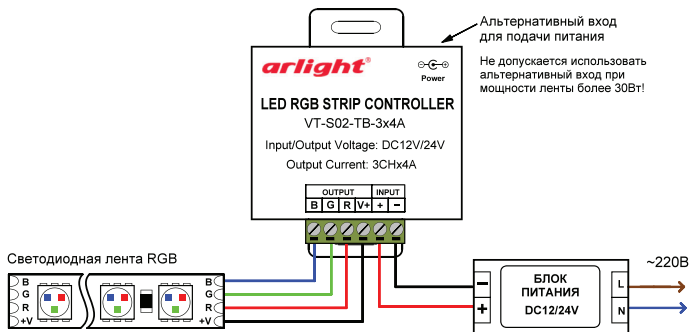 Альтернативный вход
для подачи питания
Не допускается использовать
альтернативный вход при
мощности ленты более 30Вт!
arlight®
Power
LED RGB STRIP CONTROLLER
VT-S02-TB-3x4A
Input/Output Voltage: DC12V/24V
Output Current: 3CHx4A
OUTPUT INPUT
B G R V+ + −
Светодиодная лента RGB
B B
G G
R R
+V +V
− БЛОК L ~220В
ПИТАНИЯ
+ DC12/24V N